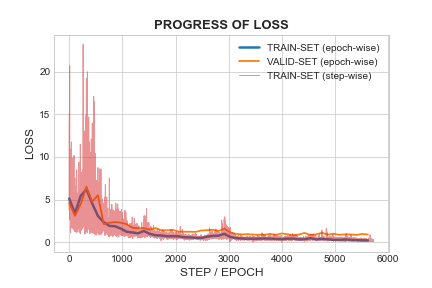 PROGRESS OF LOSS
TRAIN-SET (epoch-wise)
VALID-SET (epoch-wise)
TRAIN-SET (step-wise)
20
15
10
5
0
LOSS
0 1000 2000 3000 4000 5000 6000
STEP / EPOCH